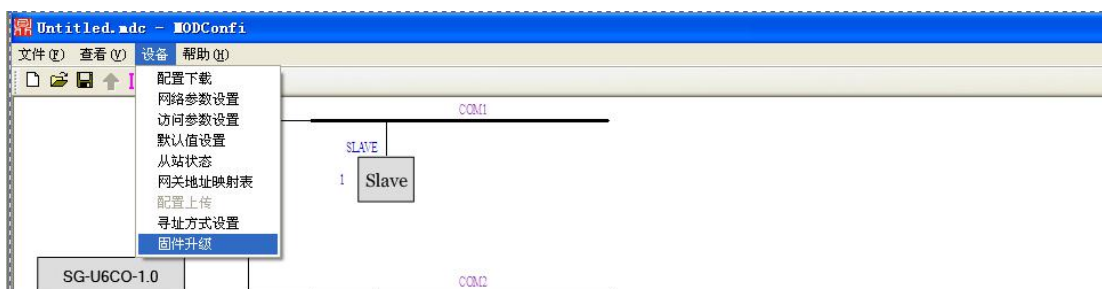 Untitled.mdc - MODConfi
文件(F) 查看(V) 设备 帮助(H)
配置下载
网络参数设置
访问参数设置
默认值设置
从站状态
网关地址映射表
配置上传
寻址方式设置
固件升级
COM1
SLAVE
1 Slave
SG-U6CO-1.0
COM2